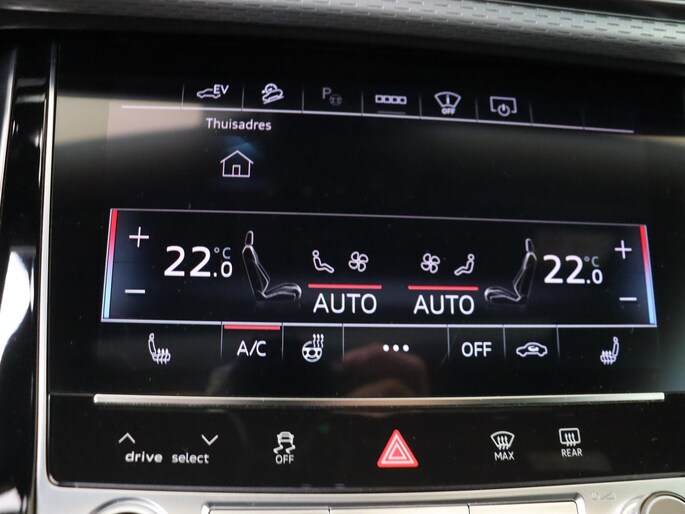 EV P OFF
Thuisadres
+ 22.0 °C 22.0 °C +
− AUTO AUTO −
A/C ••• OFF
drive select OFF MAX REAR